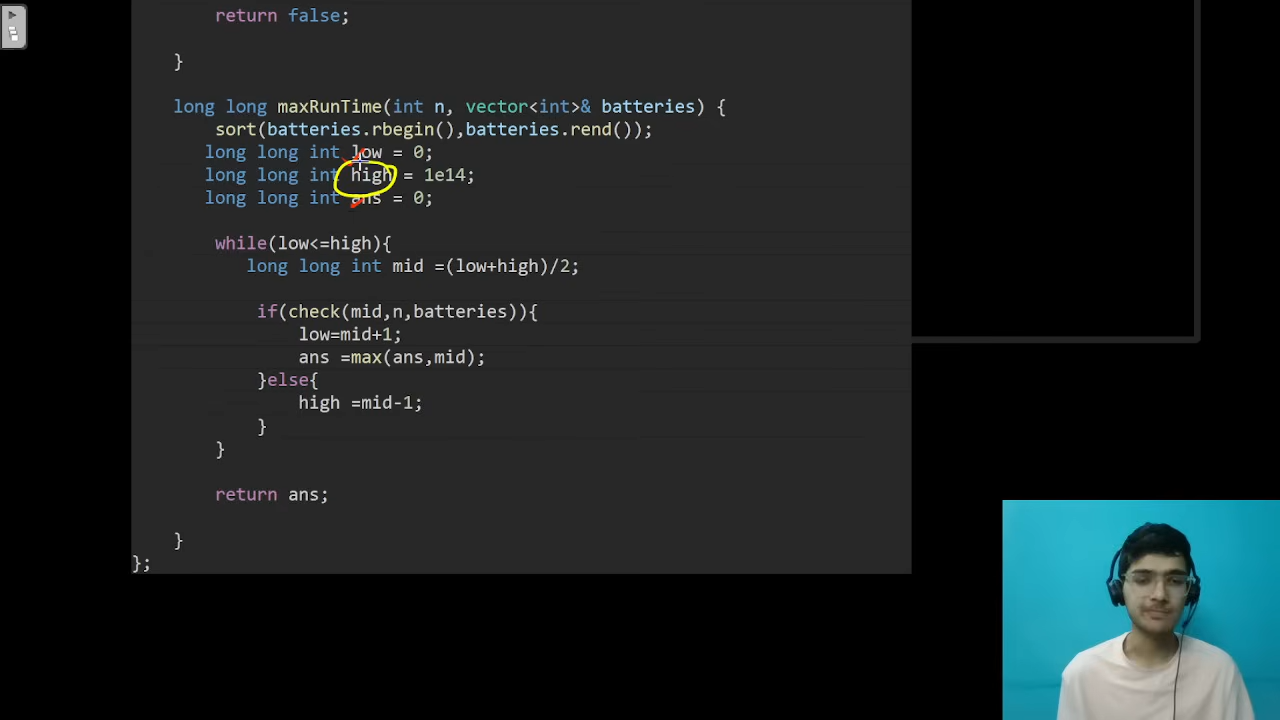 return false;
}
long long maxRunTime(int n, vector<int>& batteries) {
sort(batteries.rbegin(),batteries.rend());
long long int low = 0;
long long int high = 1e14;
long long int ans = 0;
while(low<=high){
long long int mid =(low+high)/2;
if(check(mid,n,batteries)){
low=mid+1;
ans =max(ans,mid);
}else{
high =mid-1;
}
}
return ans;
}
};